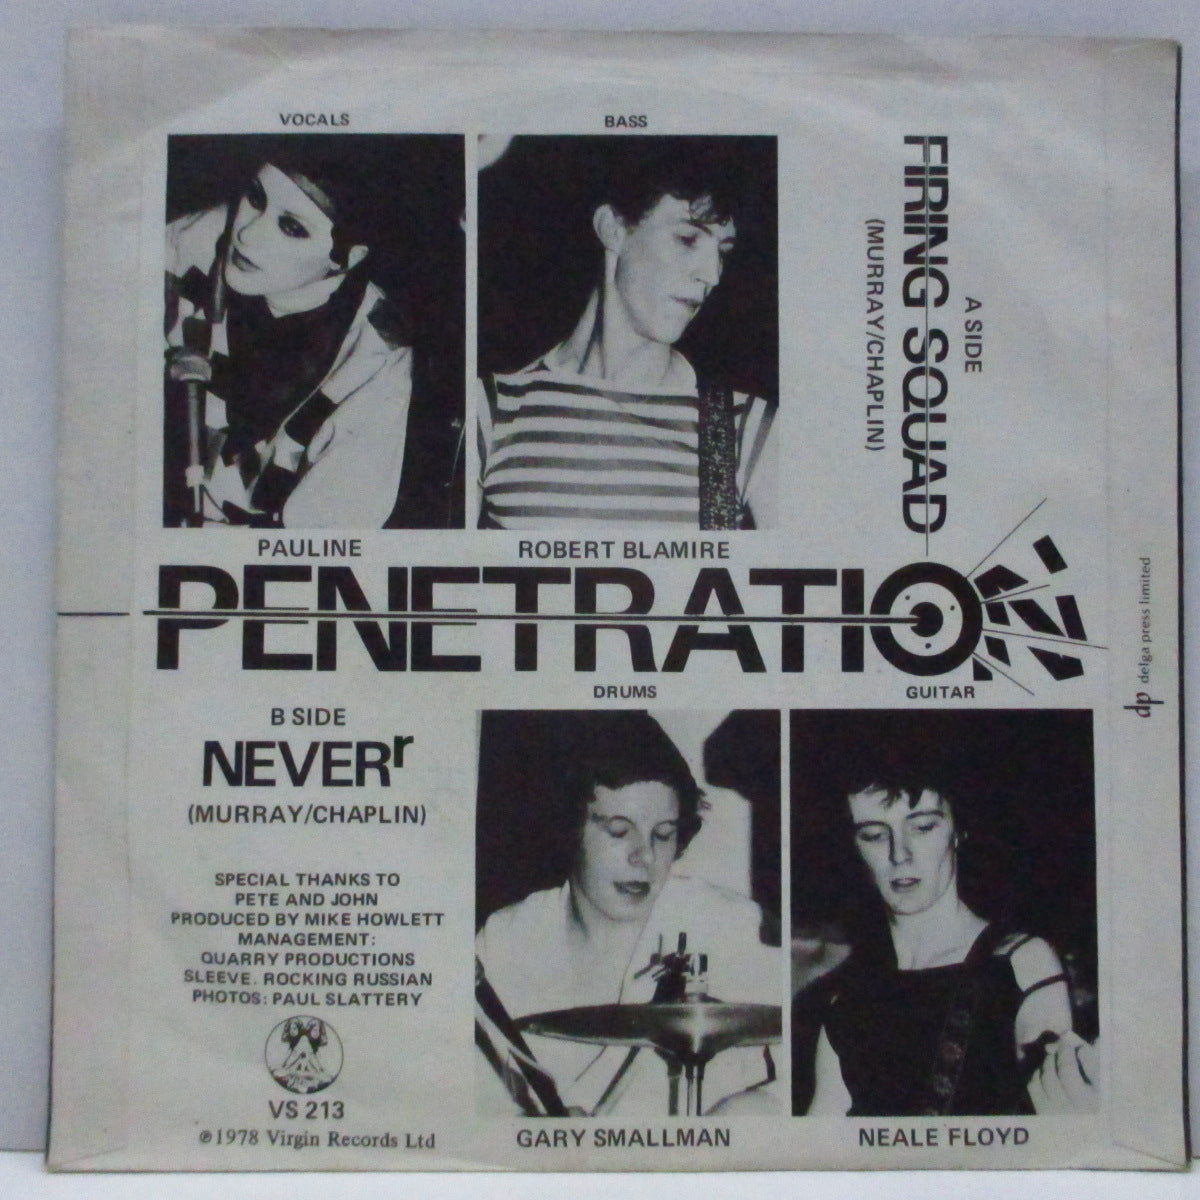 VOCALS
BASS
PAULINE
ROBERT BLAMIRE
A SIDE
FIRING SQUAD
(MURRAY/CHAPLIN)
PENETRATION
B SIDE
NEVERr
(MURRAY/CHAPLIN)
SPECIAL THANKS TO
PETE AND JOHN
PRODUCED BY MIKE HOWLETT
MANAGEMENT:
QUARRY PRODUCTIONS
SLEEVE. ROCKING RUSSIAN
PHOTOS: PAUL SLATTERY
VS 213
℗1978 Virgin Records Ltd
DRUMS
GUITAR
GARY SMALLMAN
NEALE FLOYD
dp delga press limited